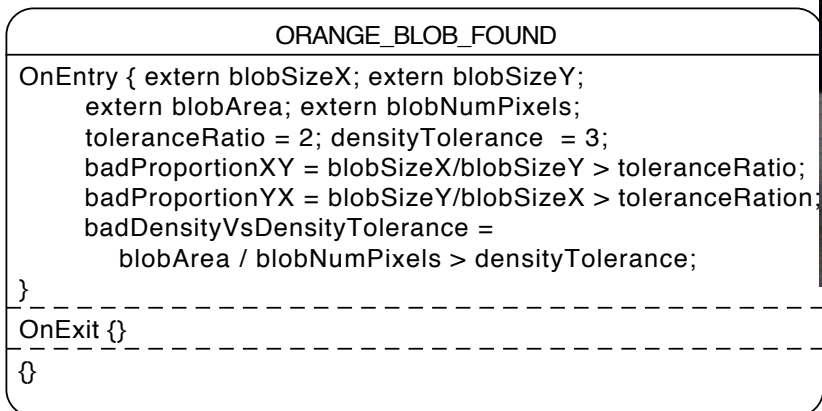 ORANGE_BLOB_FOUND
OnEntry { extern blobSizeX; extern blobSizeY;
extern blobArea; extern blobNumPixels;
toleranceRatio = 2; densityTolerance = 3;
badProportionXY = blobSizeX/blobSizeY > toleranceRatio;
badProportionYX = blobSizeY/blobSizeX > toleranceRation;
badDensityVsDensityTolerance =
blobArea / blobNumPixels > densityTolerance;
}
OnExit {}
{}